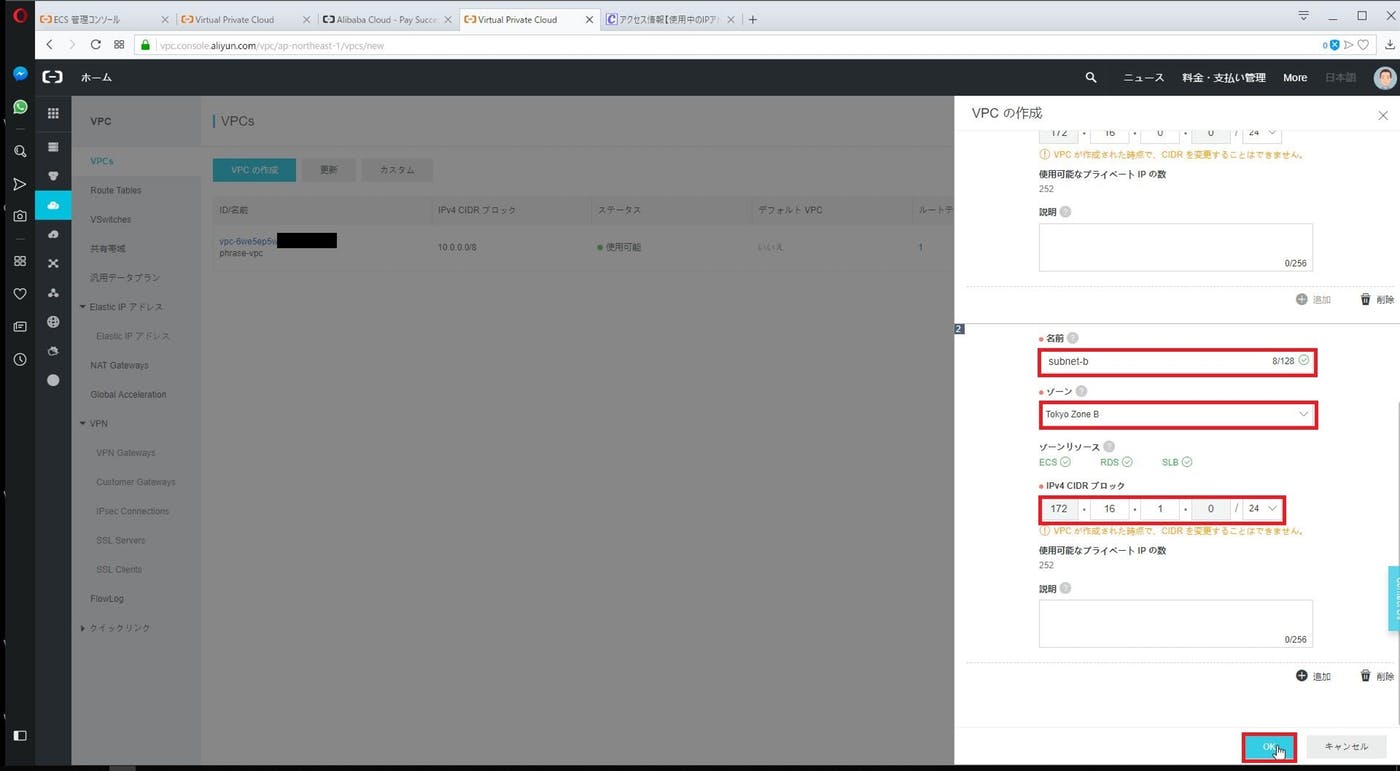 ECS 管理コンソール
Virtual Private Cloud
Alibaba Cloud - Pay Succe
Virtual Private Cloud
アクセス情報【使用中のIPア
vpc.console.aliyun.com/vpc/ap-northeast-1/vpcs/new
0
ホーム
ニュース
料金・支払い管理
More
日本語
VPC
VPCs
Route Tables
VSwitches
共有帯域
汎用データプラン
Elastic IP アドレス
Elastic IP アドレス
NAT Gateways
Global Acceleration
VPN
VPN Gateways
Customer Gateways
IPsec Connections
SSL Servers
SSL Clients
FlowLog
クイックリンク
VPCs
VPC の作成
更新
カスタム
ID/名前
IPv4 CIDR ブロック
ステータス
デフォルト VPC
ルートテ
vpc-6we5ep5w
phrase-vpc
10.0.0.0/8
使用可能
いいえ
1
VPC の作成
172 . 16 . 0 . 0 / 24
VPC が作成された時点で、CIDR を変更することはできません。
使用可能なプライベート IP の数
252
説明
0/256
追加
削除
2
名前
subnet-b
8/128
ゾーン
Tokyo Zone B
ゾーンリソース
ECS
RDS
SLB
IPv4 CIDR ブロック
172 . 16 . 1 . 0 / 24
VPC が作成された時点で、CIDR を変更することはできません。
使用可能なプライベート IP の数
252
説明
0/256
追加
削除
OK
キャンセル